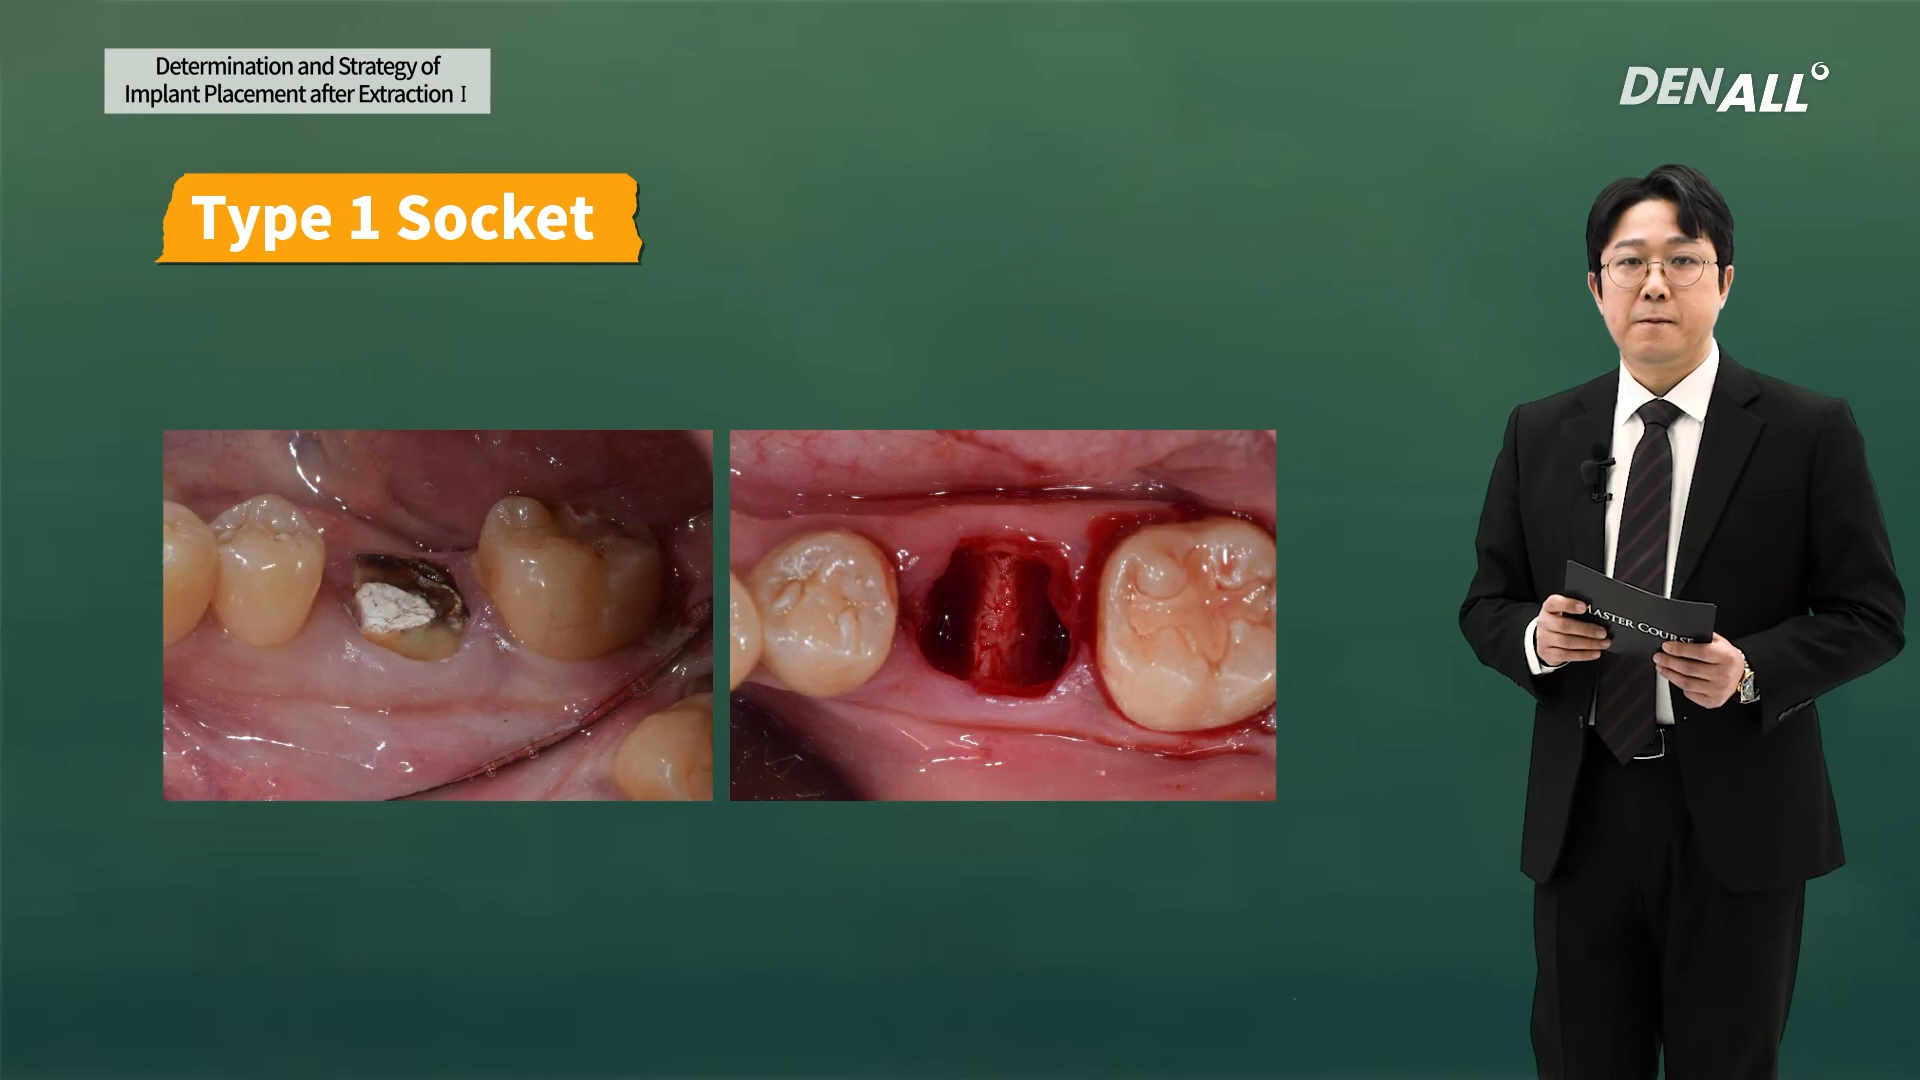 Determination and Strategy of
Implant Placement after Extraction Ⅰ
DENALL
Type 1 Socket
MASTER COURSE